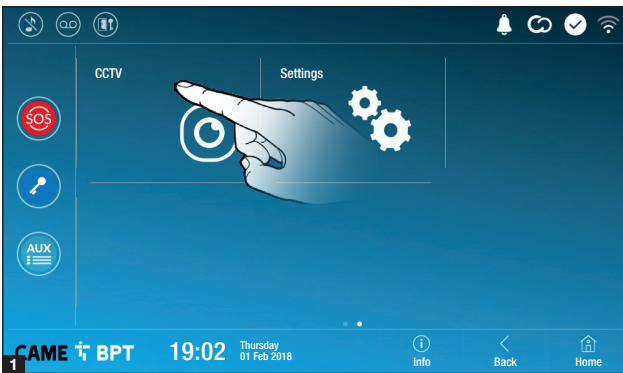 CCTV
Settings
SOS
AUX
1
CAME BPT
19:02
Thursday
01 Feb 2018
Info
Back
Home